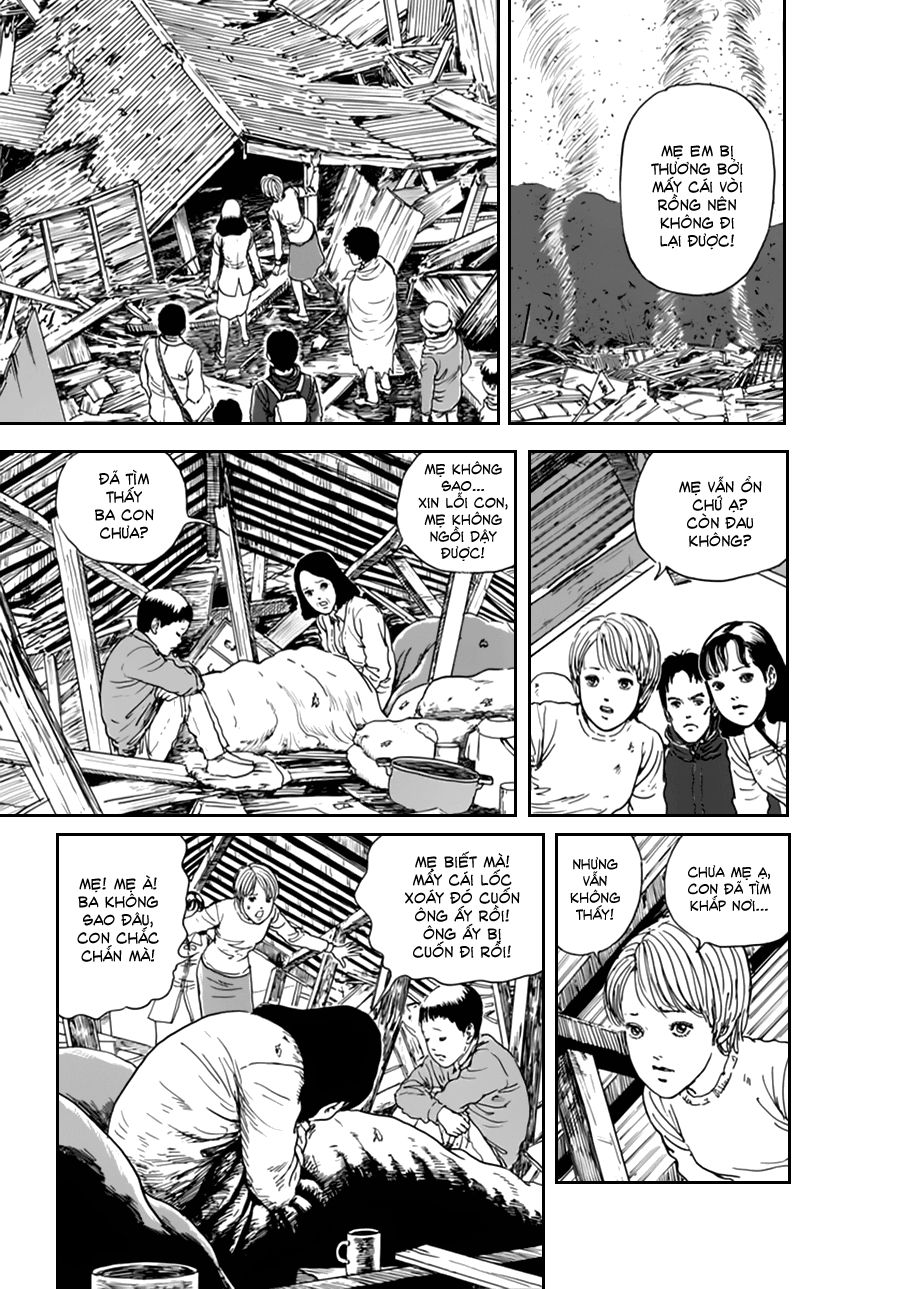 MẸ EM BỊ
THƯƠNG BỞI
MẤY CÁI VÒI
RỒNG NÊN
KHÔNG ĐI
LẠI ĐƯỢC!
MẸ VẪN ỔN
CHỨ Ạ?
CÒN ĐAU
KHÔNG?
MẸ KHÔNG
SAO...
XIN LỖI CON,
MẸ KHÔNG
NGỒI DẬY
ĐƯỢC!
ĐÃ TÌM
THẤY
BA CON
CHƯA?
CHƯA MẸ Ạ,
CON ĐÃ TÌM
KHẮP NƠI...
NHƯNG
VẪN
KHÔNG
THẤY!
MẸ BIẾT MÀ!
MẤY CÁI LỐC
XOÁY ĐÓ CUỐN
ÔNG ẤY RỒI!
ÔNG ẤY BỊ
CUỐN ĐI RỒI!
MẸ! MẸ À!
BA KHÔNG
SAO ĐÂU,
CON CHẮC
CHẮN MÀ!